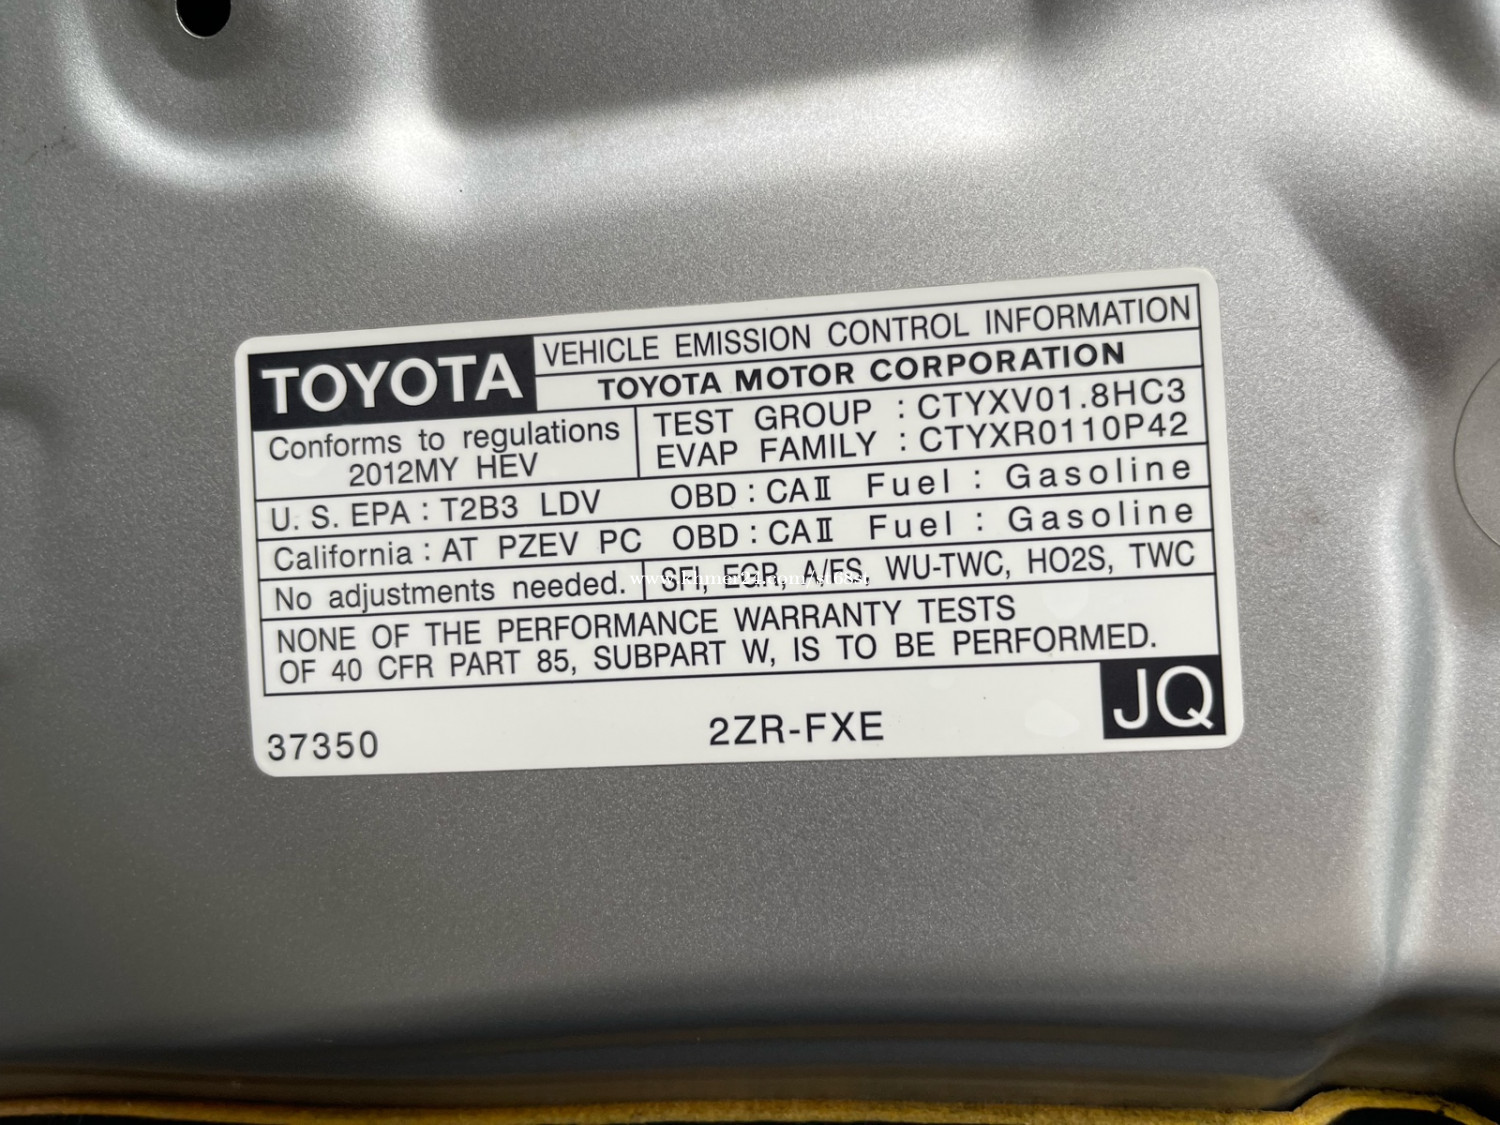 TOYOTA
VEHICLE EMISSION CONTROL INFORMATION
TOYOTA MOTOR CORPORATION
Conforms to regulations
2012MY HEV
TEST GROUP : CTYXV01.8HC3
EVAP FAMILY : CTYXR0110P42
U. S. EPA : T2B3 LDV OBD : CAⅡ Fuel : Gasoline
California : AT PZEV PC OBD : CAⅡ Fuel : Gasoline
No adjustments needed. SFI, EGR, A/FS, WU-TWC, HO2S, TWC
NONE OF THE PERFORMANCE WARRANTY TESTS
OF 40 CFR PART 85, SUBPART W, IS TO BE PERFORMED.
37350 2ZR-FXE JQ